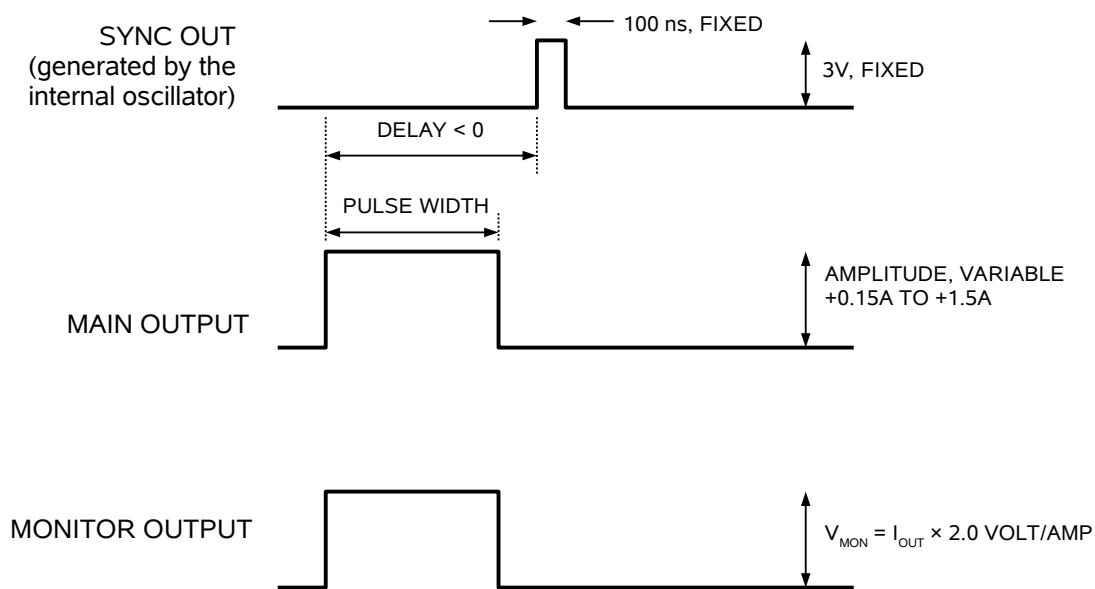 SYNC OUT
(generated by the
internal oscillator)
100 ns, FIXED
3V, FIXED
DELAY < 0
PULSE WIDTH
AMPLITUDE, VARIABLE
+0.15A TO +1.5A
MAIN OUTPUT
MONITOR OUTPUT
V_MON = I_OUT × 2.0 VOLT/AMP